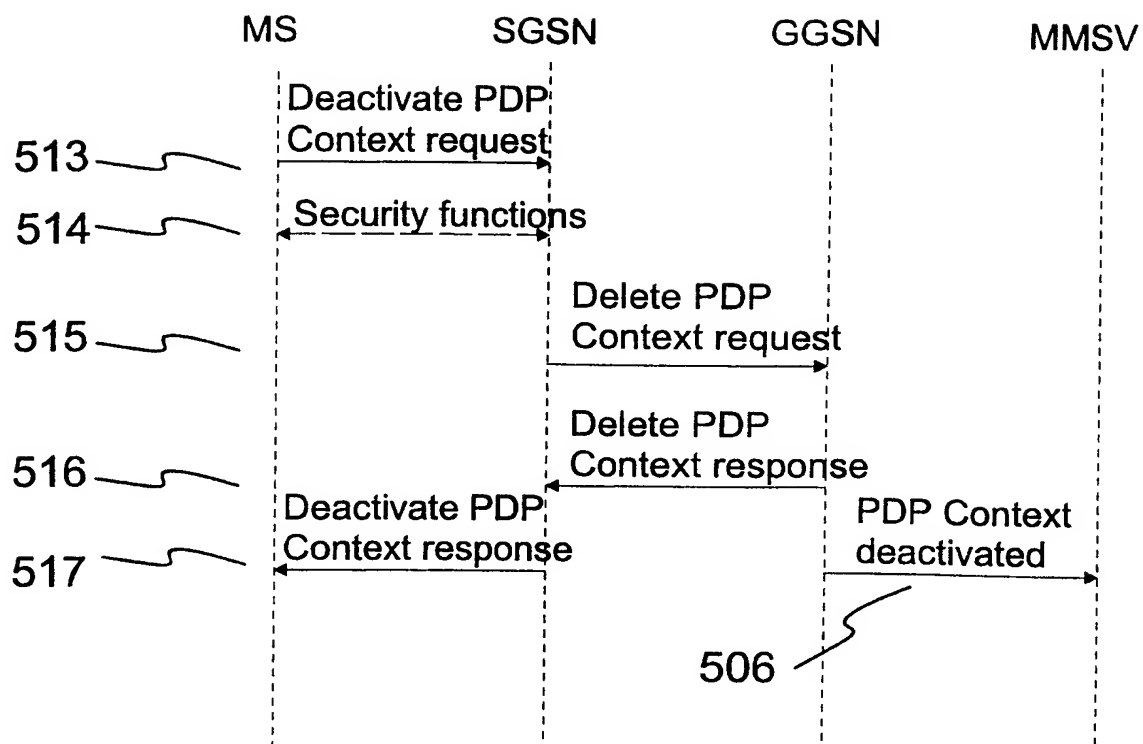 MS SGSN GGSN MMSV
Deactivate PDP
Context request
513
Security functions
514
Delete PDP
Context request
515
Delete PDP
Context response
516
Deactivate PDP
Context response
517
PDP Context
deactivated
506